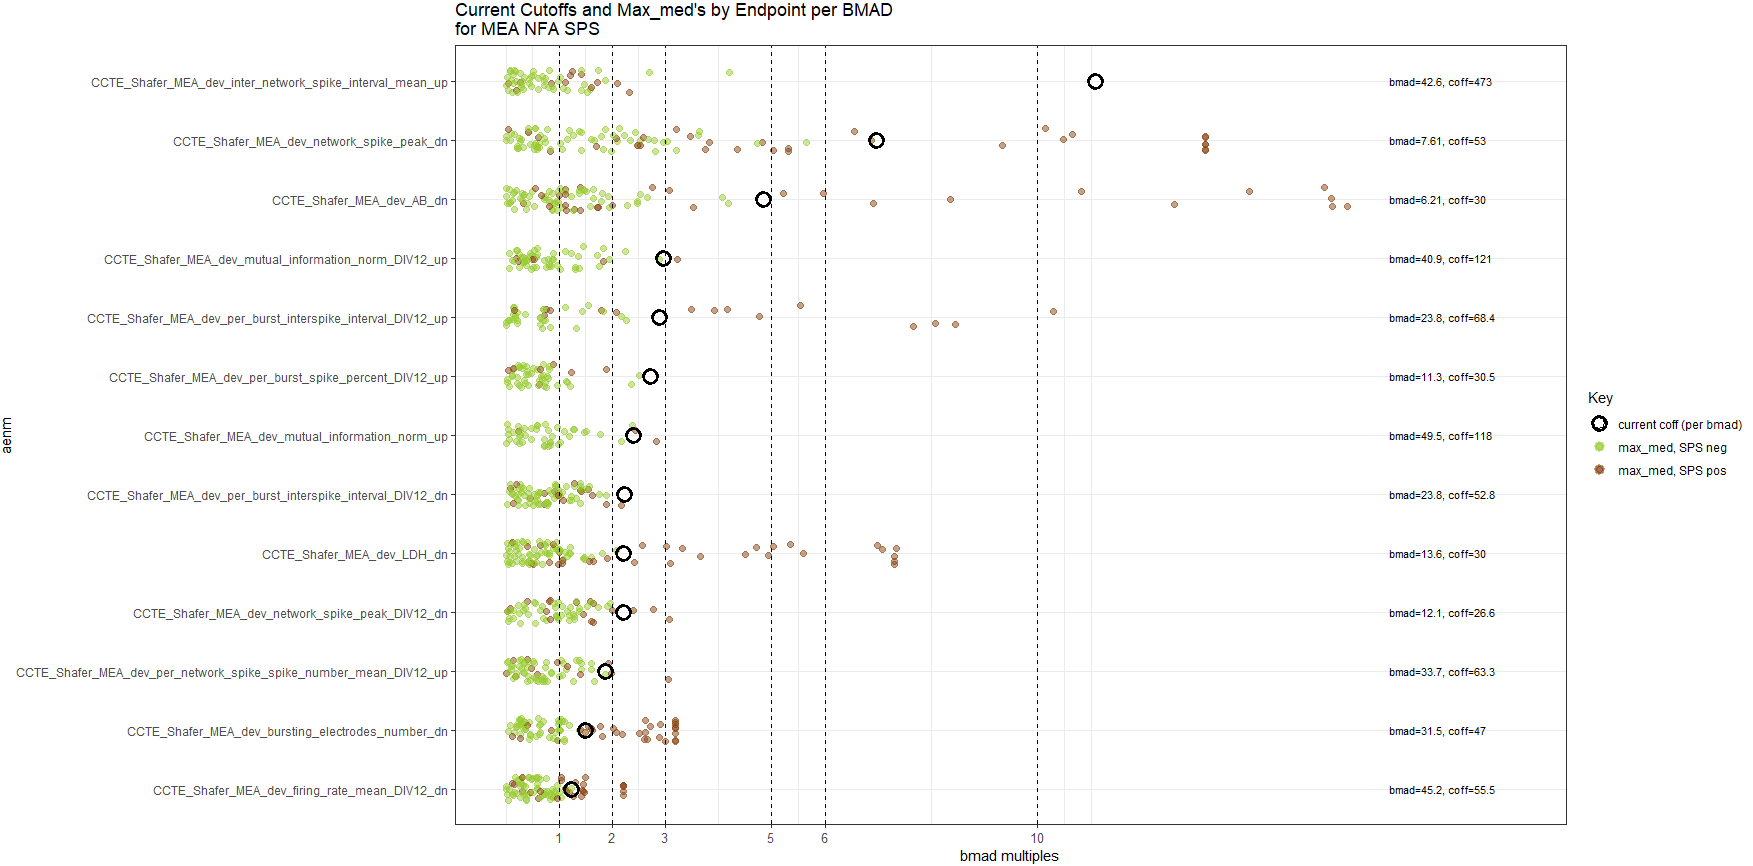 Current Cutoffs and Max_med's by Endpoint per BMAD
for MEA NFA SPS
aenm
CCTE_Shafer_MEA_dev_inter_network_spike_interval_mean_up
bmad=42.6, coff=473
CCTE_Shafer_MEA_dev_network_spike_peak_dn
bmad=7.61, coff=53
CCTE_Shafer_MEA_dev_AB_dn
bmad=6.21, coff=30
CCTE_Shafer_MEA_dev_mutual_information_norm_DIV12_up
bmad=40.9, coff=121
CCTE_Shafer_MEA_dev_per_burst_interspike_interval_DIV12_up
bmad=23.8, coff=68.4
CCTE_Shafer_MEA_dev_per_burst_spike_percent_DIV12_up
bmad=11.3, coff=30.5
CCTE_Shafer_MEA_dev_mutual_information_norm_up
bmad=49.5, coff=118
CCTE_Shafer_MEA_dev_per_burst_interspike_interval_DIV12_dn
bmad=23.8, coff=52.8
CCTE_Shafer_MEA_dev_LDH_dn
bmad=13.6, coff=30
CCTE_Shafer_MEA_dev_network_spike_peak_DIV12_dn
bmad=12.1, coff=26.6
CCTE_Shafer_MEA_dev_per_network_spike_spike_number_mean_DIV12_up
bmad=33.7, coff=63.3
CCTE_Shafer_MEA_dev_bursting_electrodes_number_dn
bmad=31.5, coff=47
CCTE_Shafer_MEA_dev_firing_rate_mean_DIV12_dn
bmad=45.2, coff=55.5
1 2 3 5 6 10
bmad multiples
Key
current coff (per bmad)
max_med, SPS neg
max_med, SPS pos